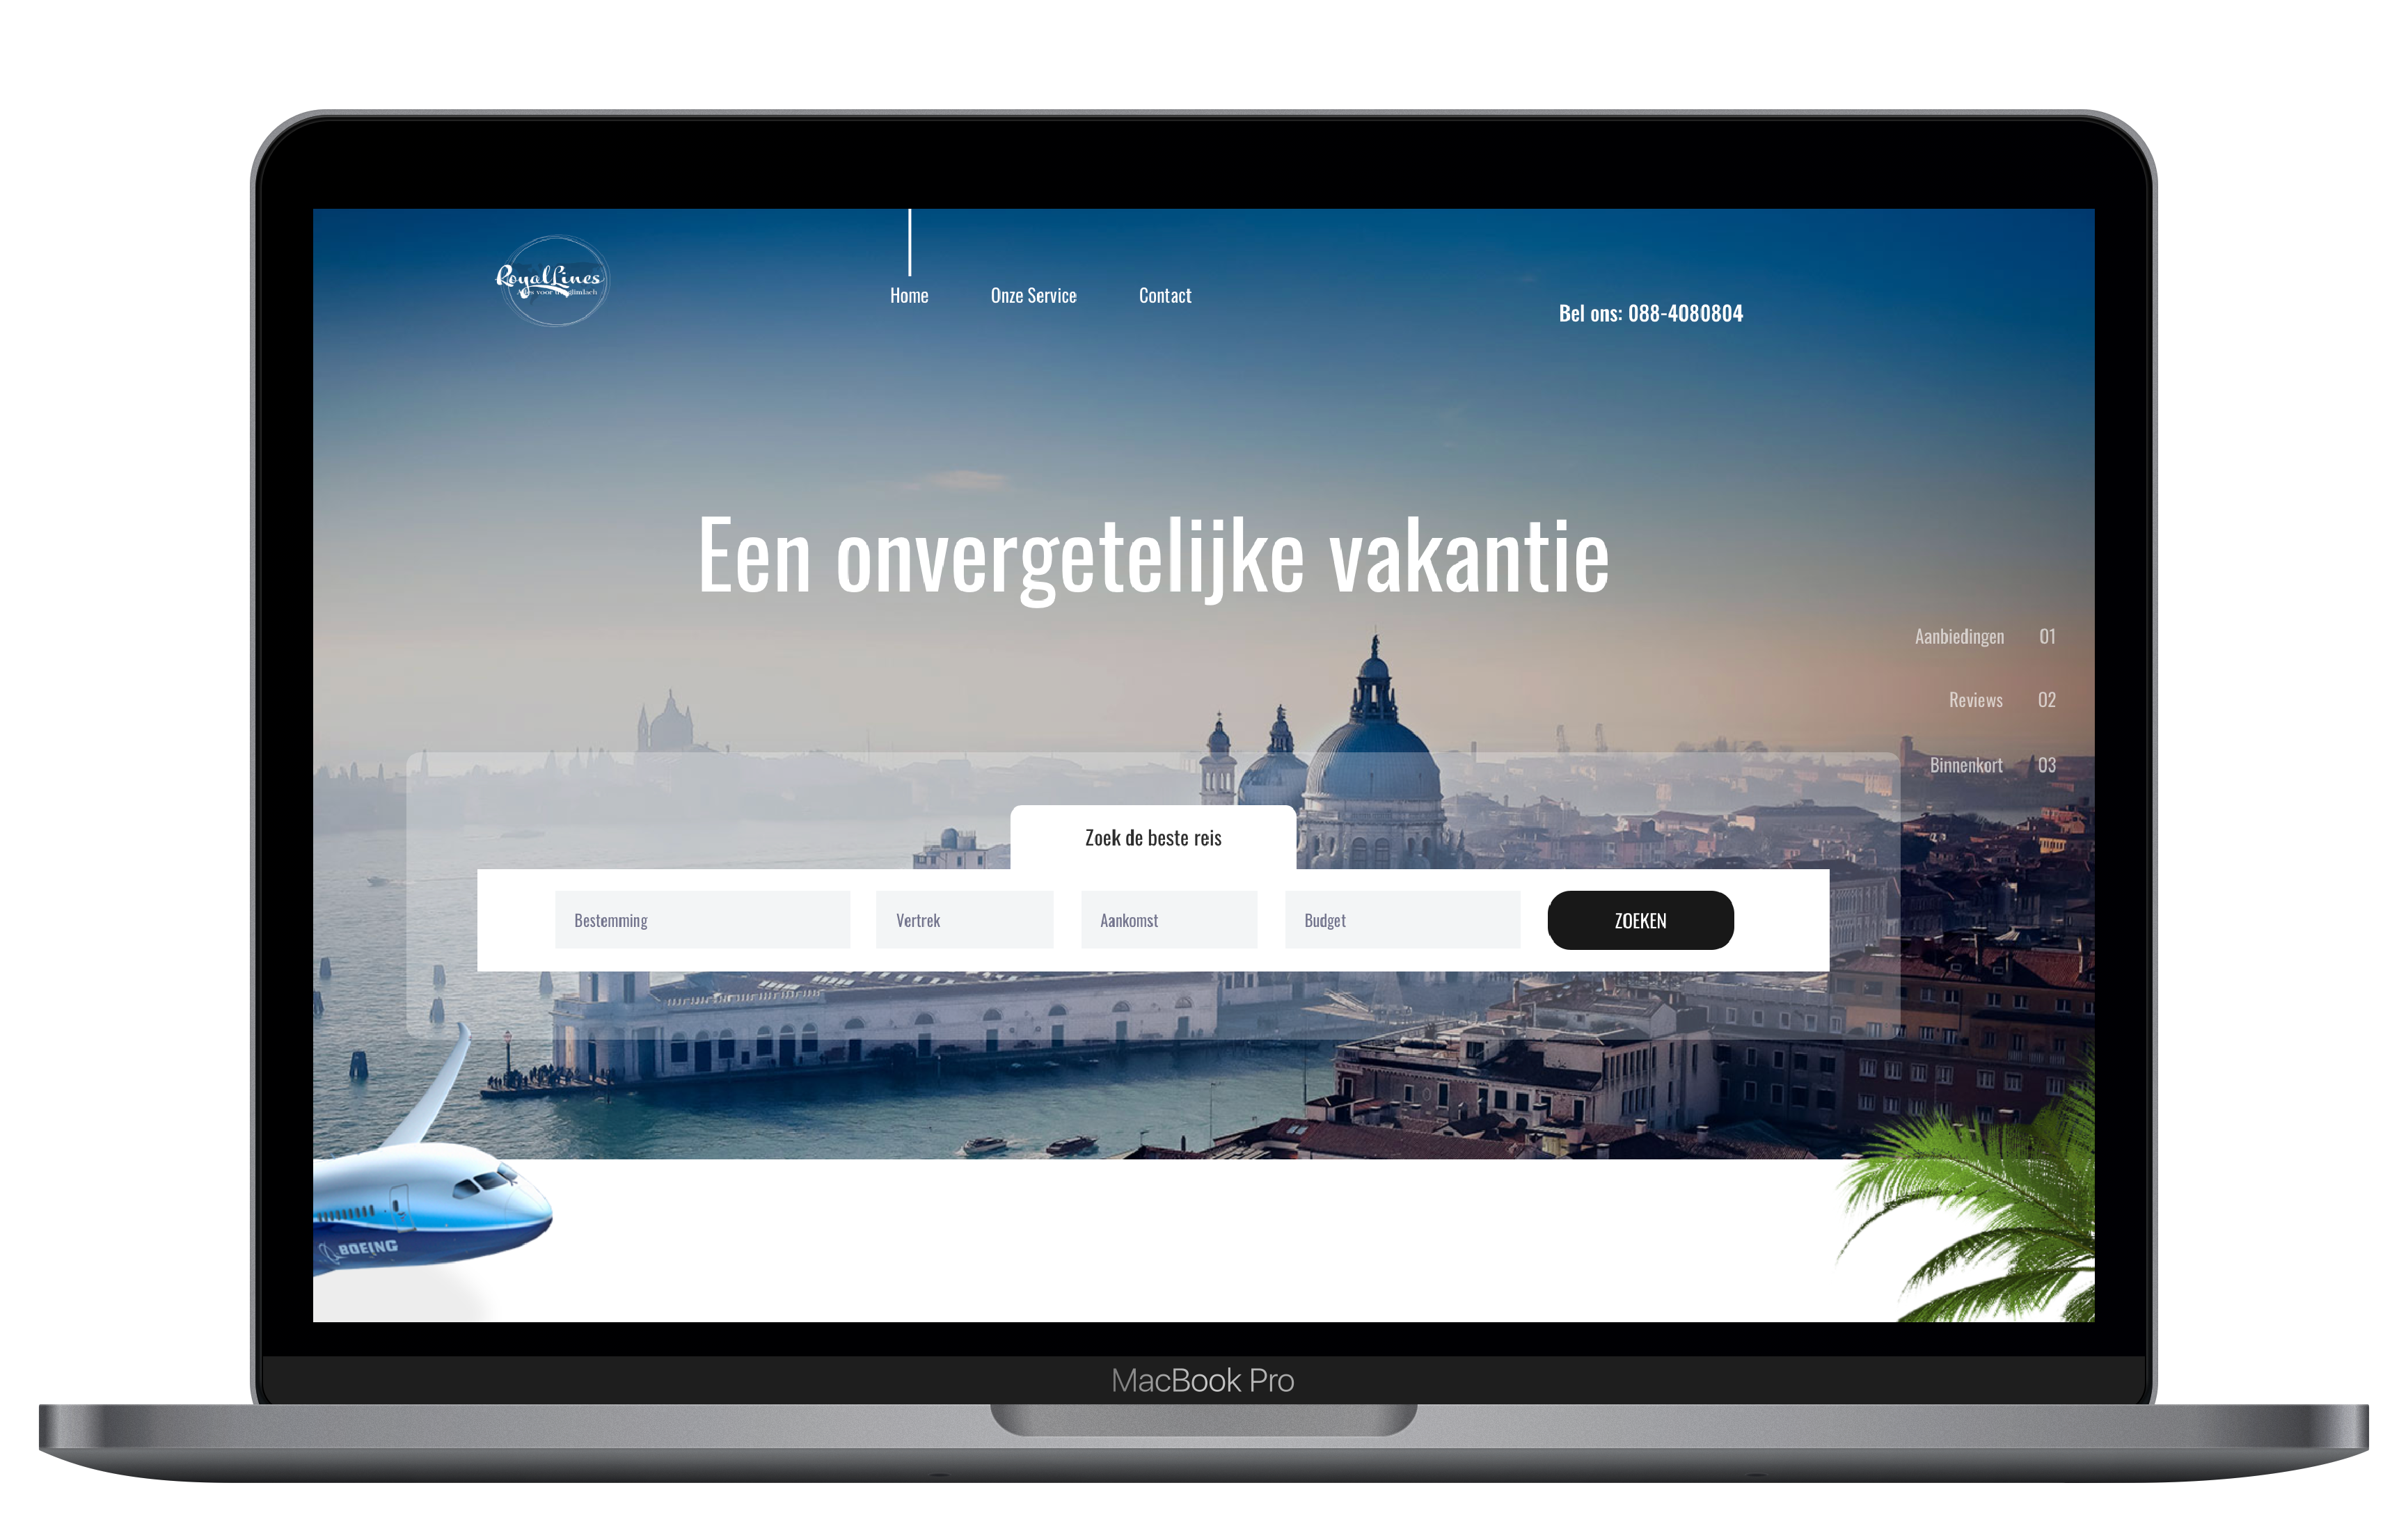 RoyalLines
Home
Onze Service
Contact
Bel ons: 088-4080804
Een onvergetelijke vakantie
Aanbiedingen 01
Reviews 02
Binnenkort 03
Zoek de beste reis
Bestemming
Vertrek
Aankomst
Budget
ZOEKEN
BOEING
MacBook Pro